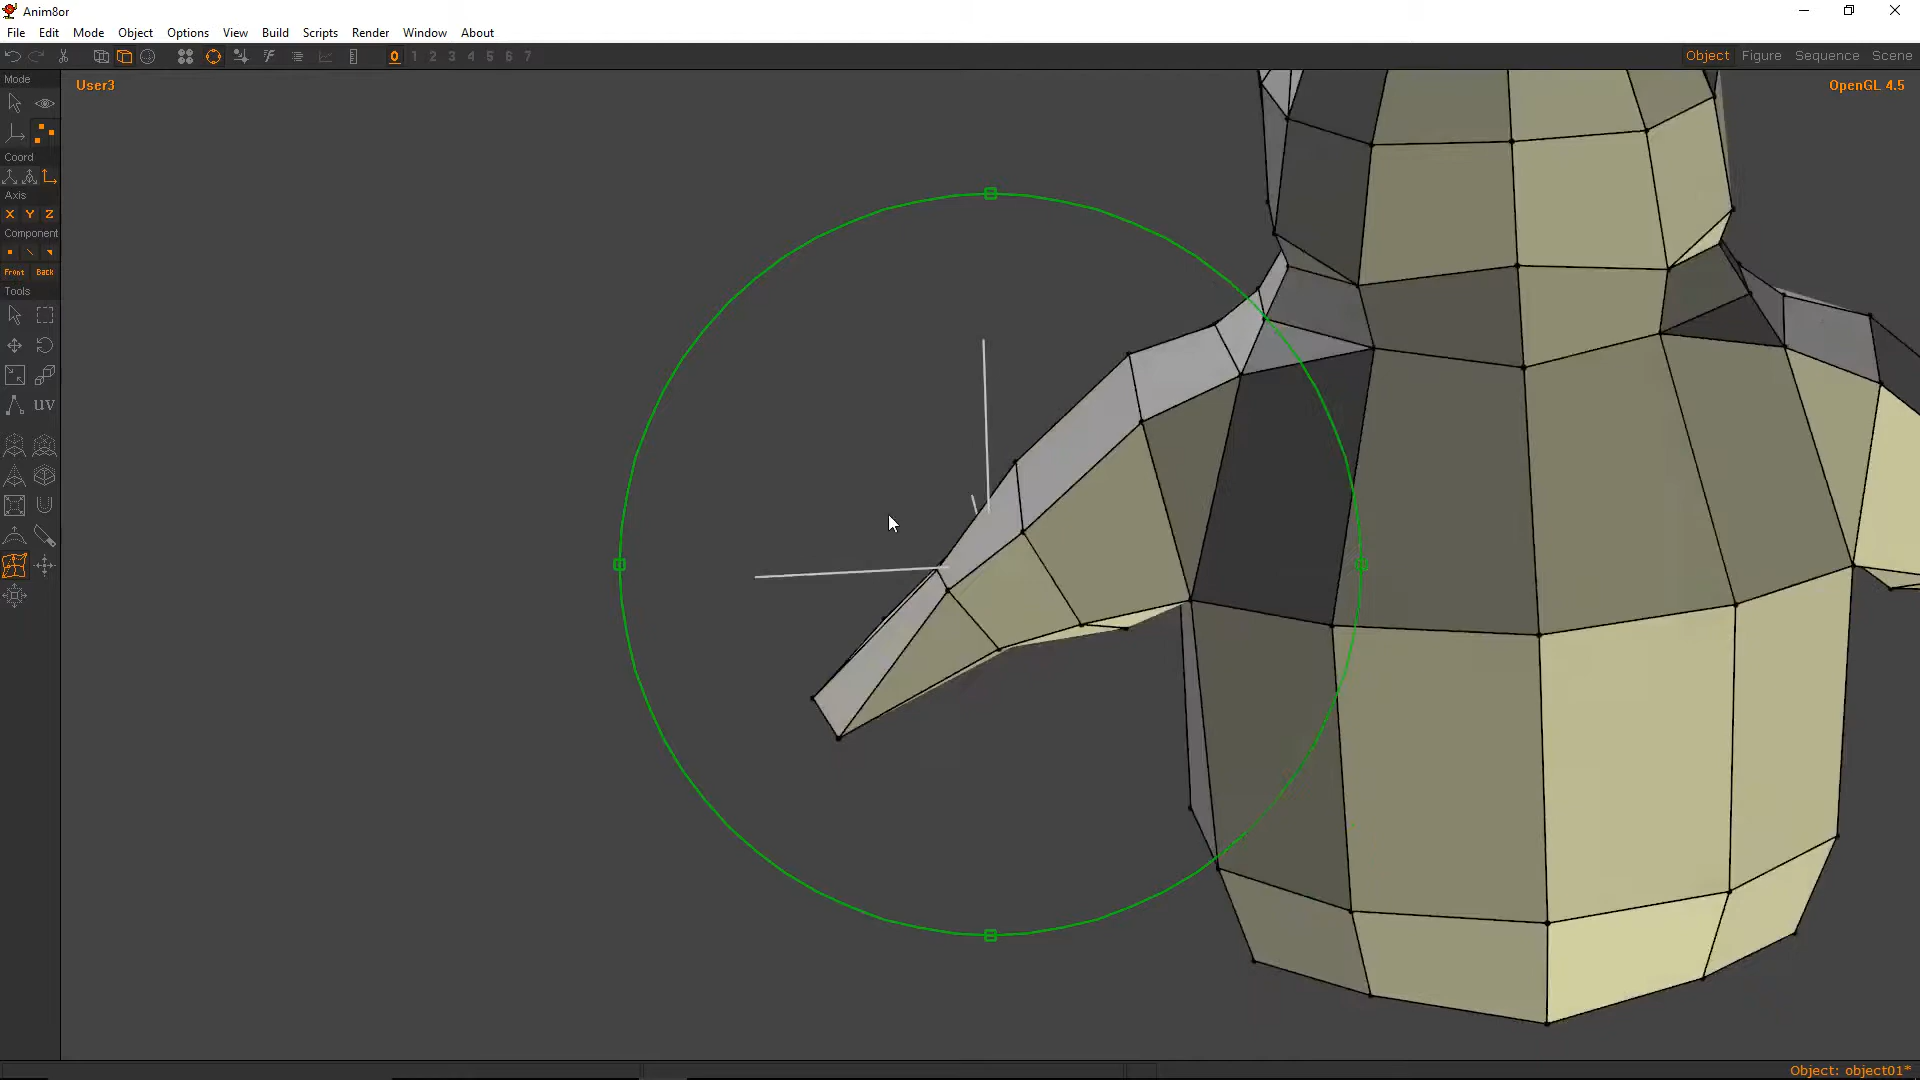 Anim8or
File Edit Mode Object Options View Build Scripts Render Window About
0 1 2 3 4 5 6 7
Object Figure Sequence Scene
Mode
User3
OpenGL 4.5
Coord
Axis
X Y Z
Component
Front Back
Tools
UV
Object: object01*